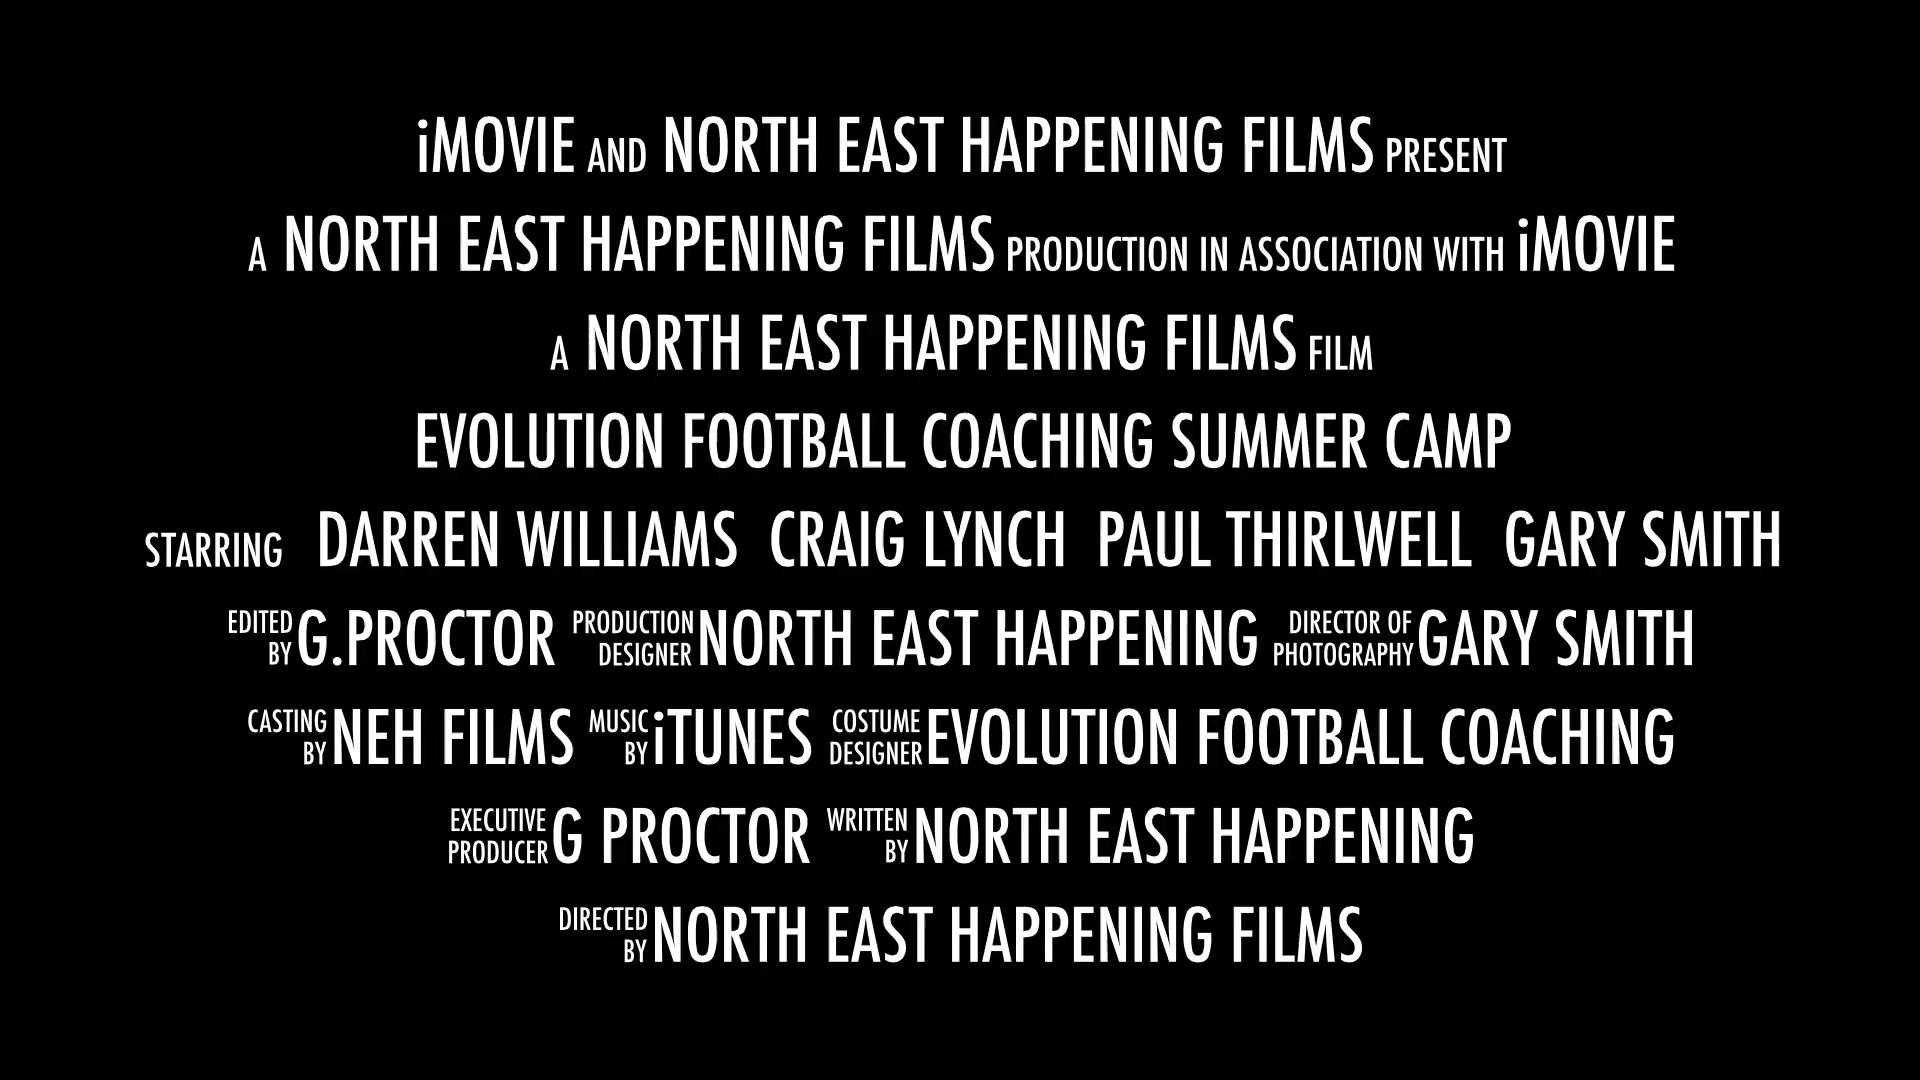 iMOVIE AND NORTH EAST HAPPENING FILMS PRESENT
A NORTH EAST HAPPENING FILMS PRODUCTION IN ASSOCIATION WITH iMOVIE
A NORTH EAST HAPPENING FILMS FILM
EVOLUTION FOOTBALL COACHING SUMMER CAMP
STARRING DARREN WILLIAMS CRAIG LYNCH PAUL THIRLWELL GARY SMITH
EDITED BY G.PROCTOR PRODUCTION DESIGNER NORTH EAST HAPPENING DIRECTOR OF PHOTOGRAPHY GARY SMITH
CASTING BY NEH FILMS MUSIC BY iTUNES COSTUME DESIGNER EVOLUTION FOOTBALL COACHING
EXECUTIVE PRODUCER G PROCTOR WRITTEN BY NORTH EAST HAPPENING
DIRECTED BY NORTH EAST HAPPENING FILMS